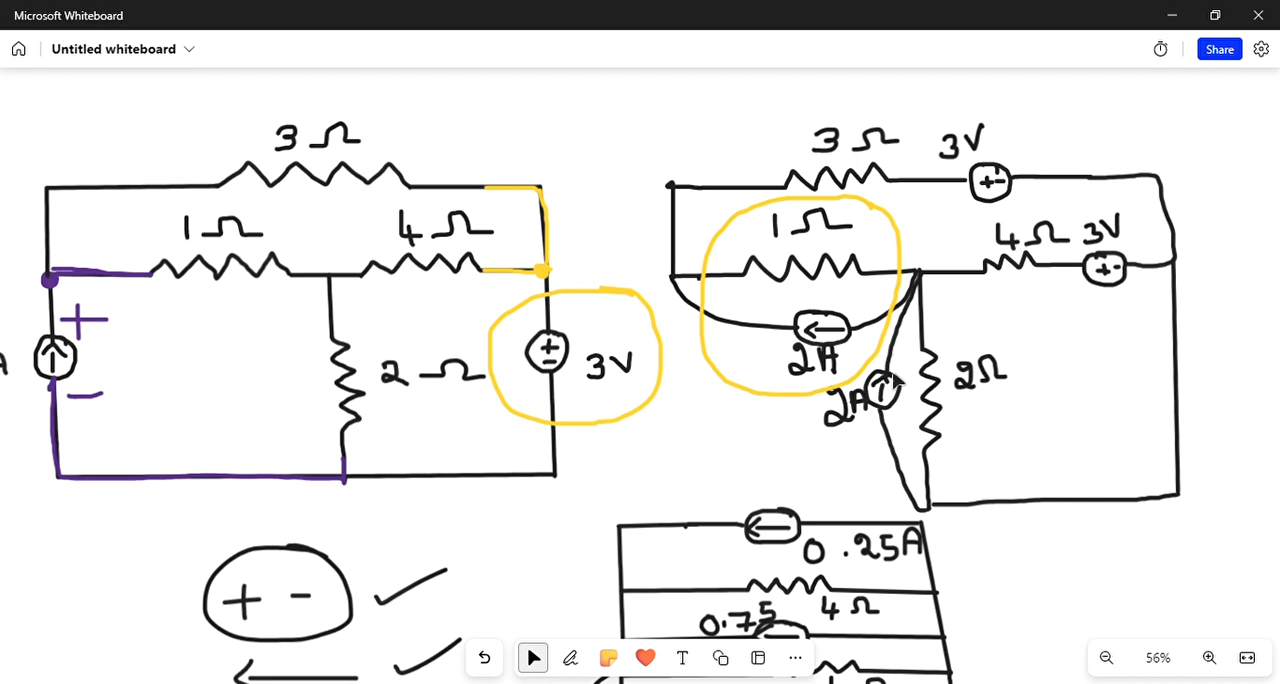 Microsoft Whiteboard
Untitled whiteboard
Share
3 Ω
1 Ω
4 Ω
+
-
2 Ω
+ -
3V
3 Ω
3V
+ -
1 Ω
4 Ω 3V
+ -
2A
2A
2Ω
0.25A
4 Ω
0.75
+ -
56%